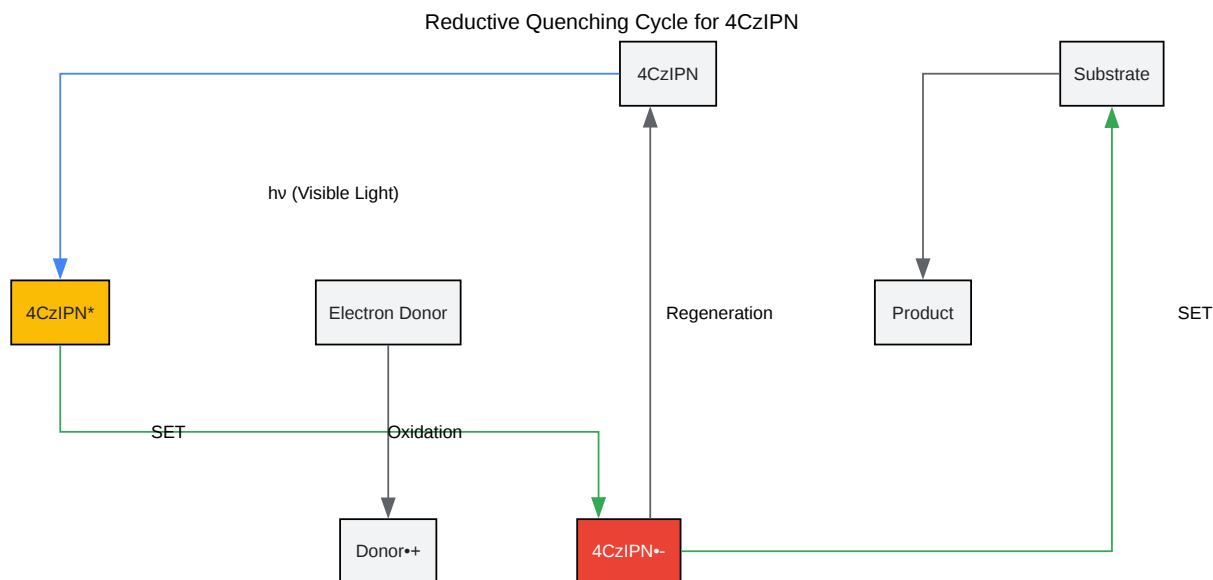 Reductive Quenching Cycle for 4CzIPN
4CzIPN
Substrate
hν (Visible Light)
4CzIPN*
Electron Donor
Regeneration
Product
SET
SET
Oxidation
Donor•+
4CzIPN•-